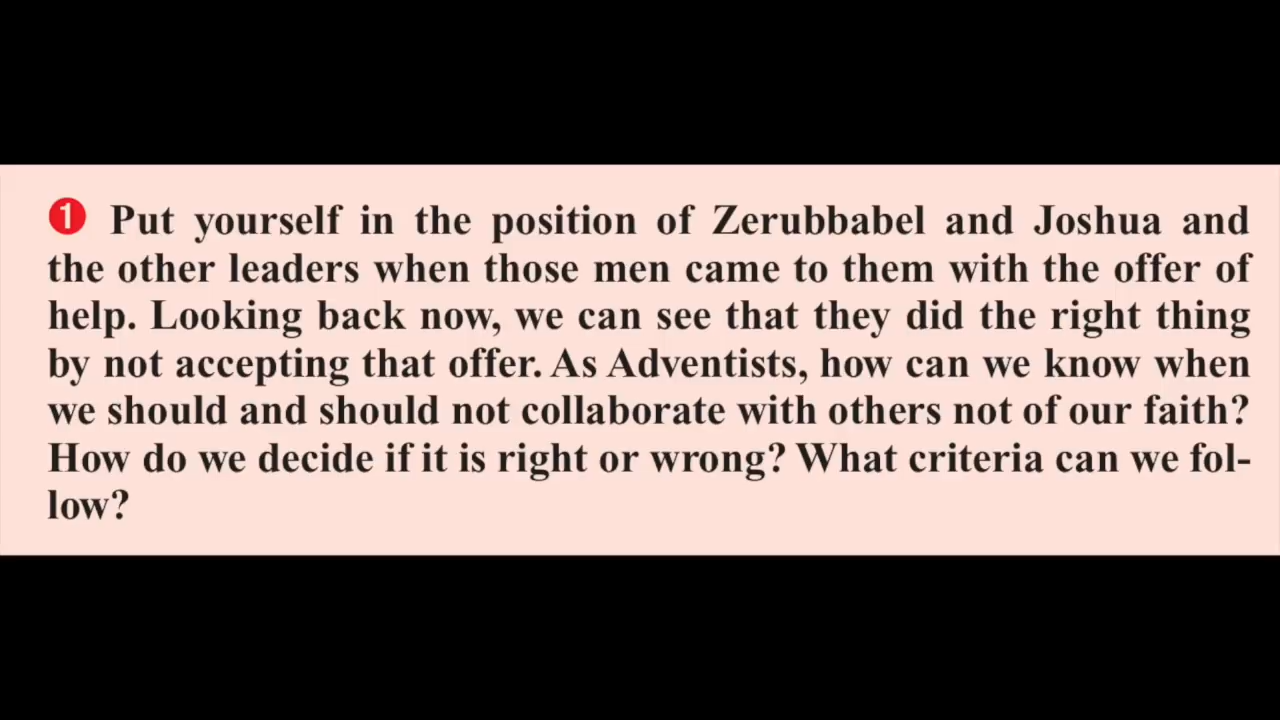 ❶ Put yourself in the position of Zerubbabel and Joshua and
the other leaders when those men came to them with the offer of
help. Looking back now, we can see that they did the right thing
by not accepting that offer. As Adventists, how can we know when
we should and should not collaborate with others not of our faith?
How do we decide if it is right or wrong? What criteria can we fol-
low?